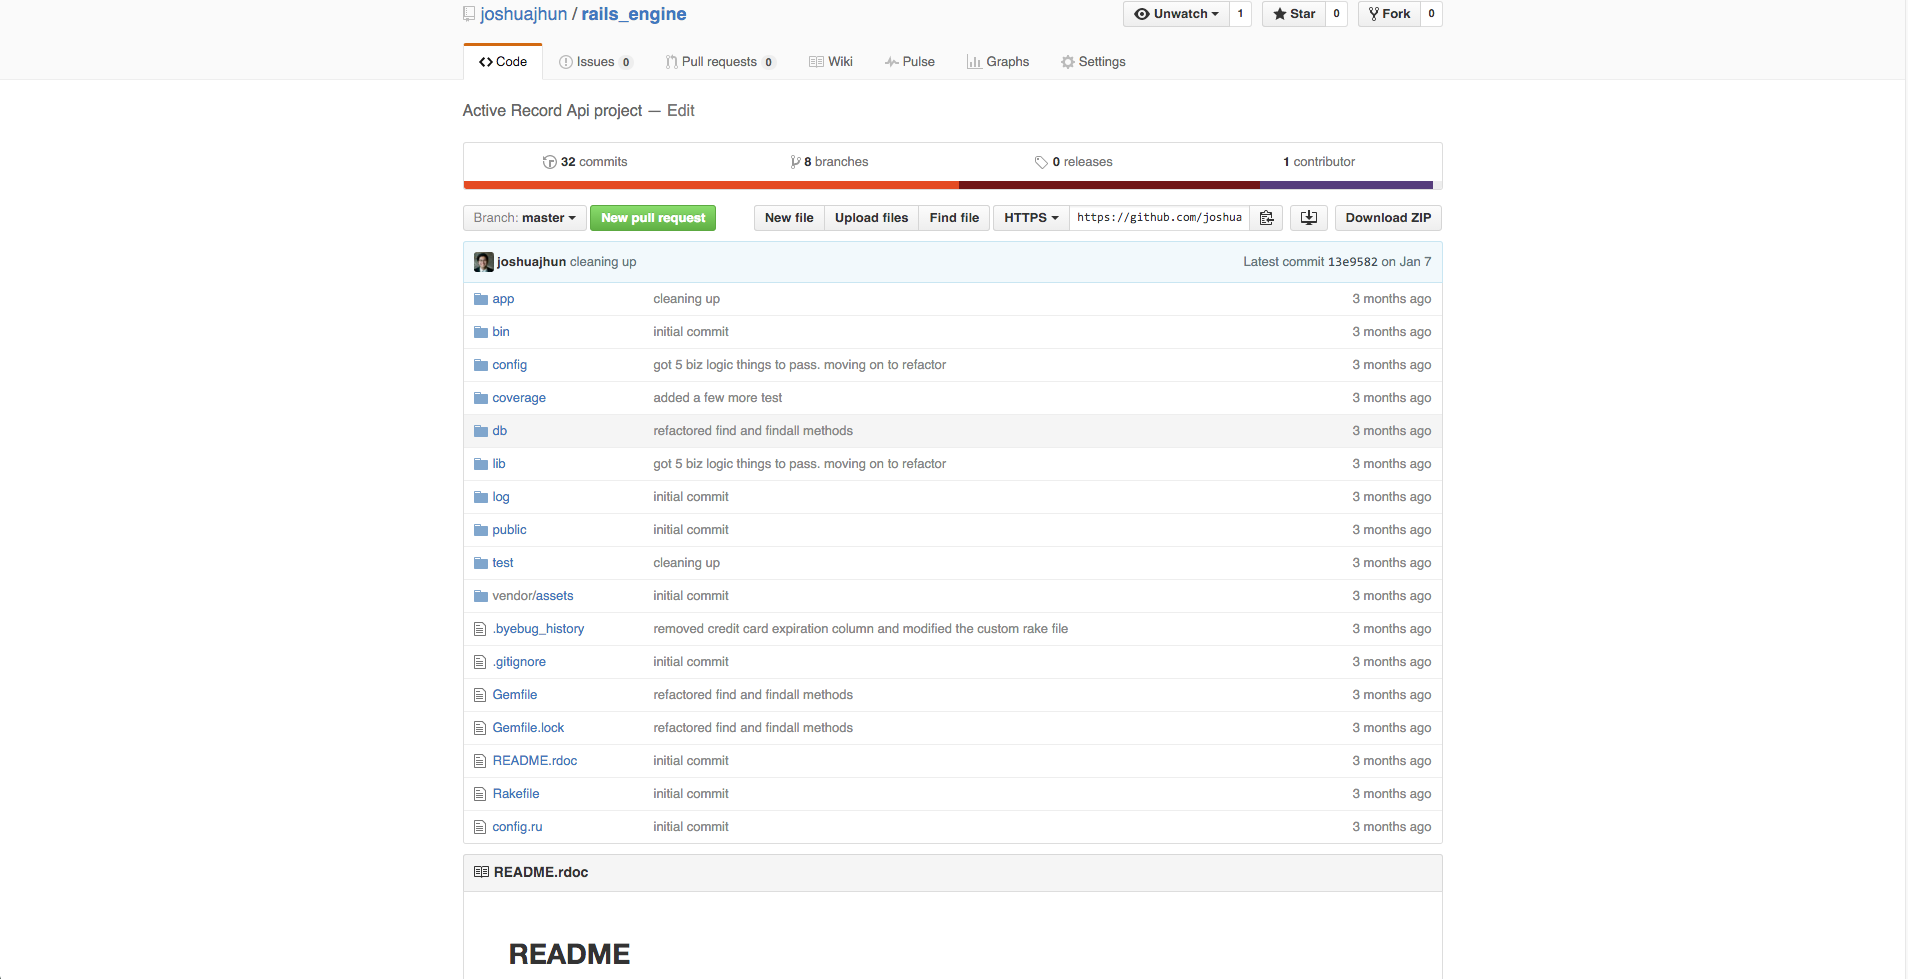 joshuajhun / rails_engine Unwatch 1 Star 0 Fork 0
Code Issues 0 Pull requests 0 Wiki Pulse Graphs Settings
Active Record Api project — Edit
32 commits 8 branches 0 releases 1 contributor
Branch: master New pull request New file Upload files Find file HTTPS https://github.com/joshua Download ZIP
joshuajhun cleaning up Latest commit 13e9582 on Jan 7
app cleaning up 3 months ago
bin initial commit 3 months ago
config got 5 biz logic things to pass. moving on to refactor 3 months ago
coverage added a few more test 3 months ago
db refactored find and findall methods 3 months ago
lib got 5 biz logic things to pass. moving on to refactor 3 months ago
log initial commit 3 months ago
public initial commit 3 months ago
test cleaning up 3 months ago
vendor/assets initial commit 3 months ago
.byebug_history removed credit card expiration column and modified the custom rake file 3 months ago
.gitignore initial commit 3 months ago
Gemfile refactored find and findall methods 3 months ago
Gemfile.lock refactored find and findall methods 3 months ago
README.rdoc initial commit 3 months ago
Rakefile initial commit 3 months ago
config.ru initial commit 3 months ago
README.rdoc
README